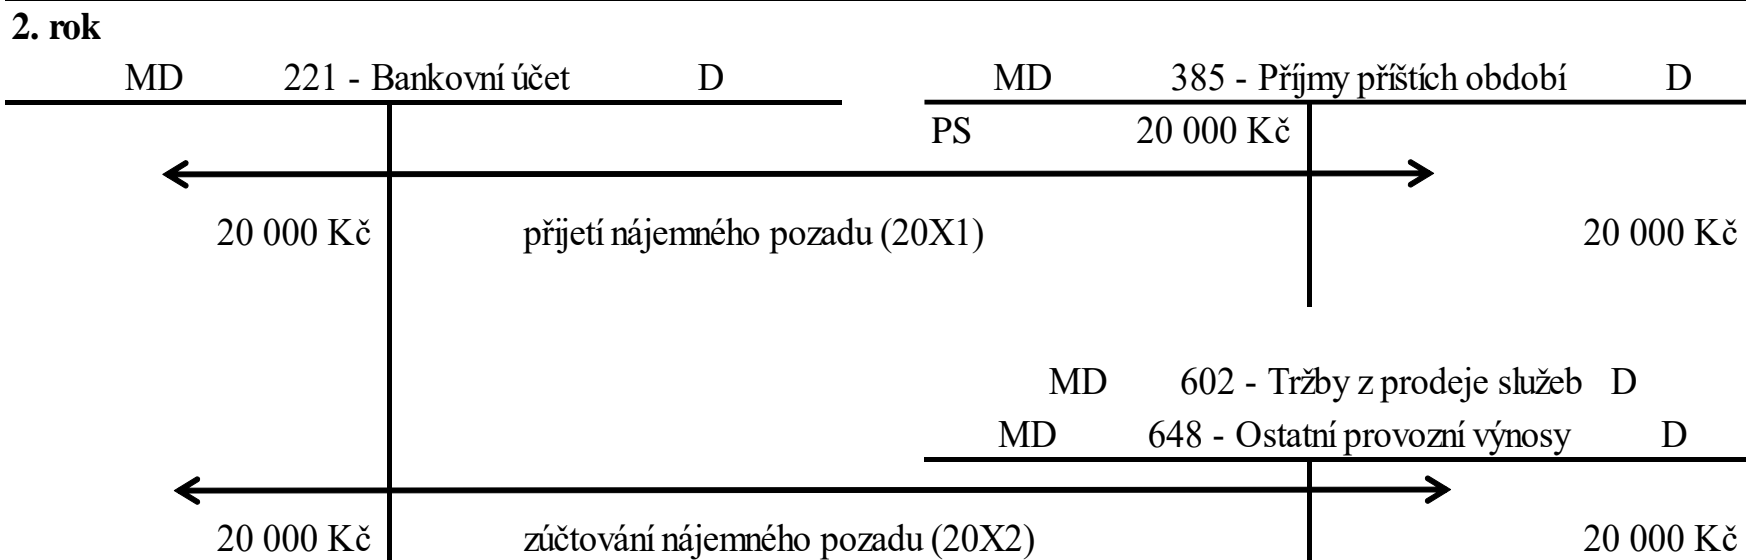 2. rok
MD 221 - Bankovní účet D MD 385 - Příjmy příštích období D
PS 20 000 Kč
20 000 Kč přijetí nájemného pozadu (20X1) 20 000 Kč
MD 602 - Tržby z prodeje služeb D
MD 648 - Ostatní provozní výnosy D
20 000 Kč zúčtování nájemného pozadu (20X2) 20 000 Kč